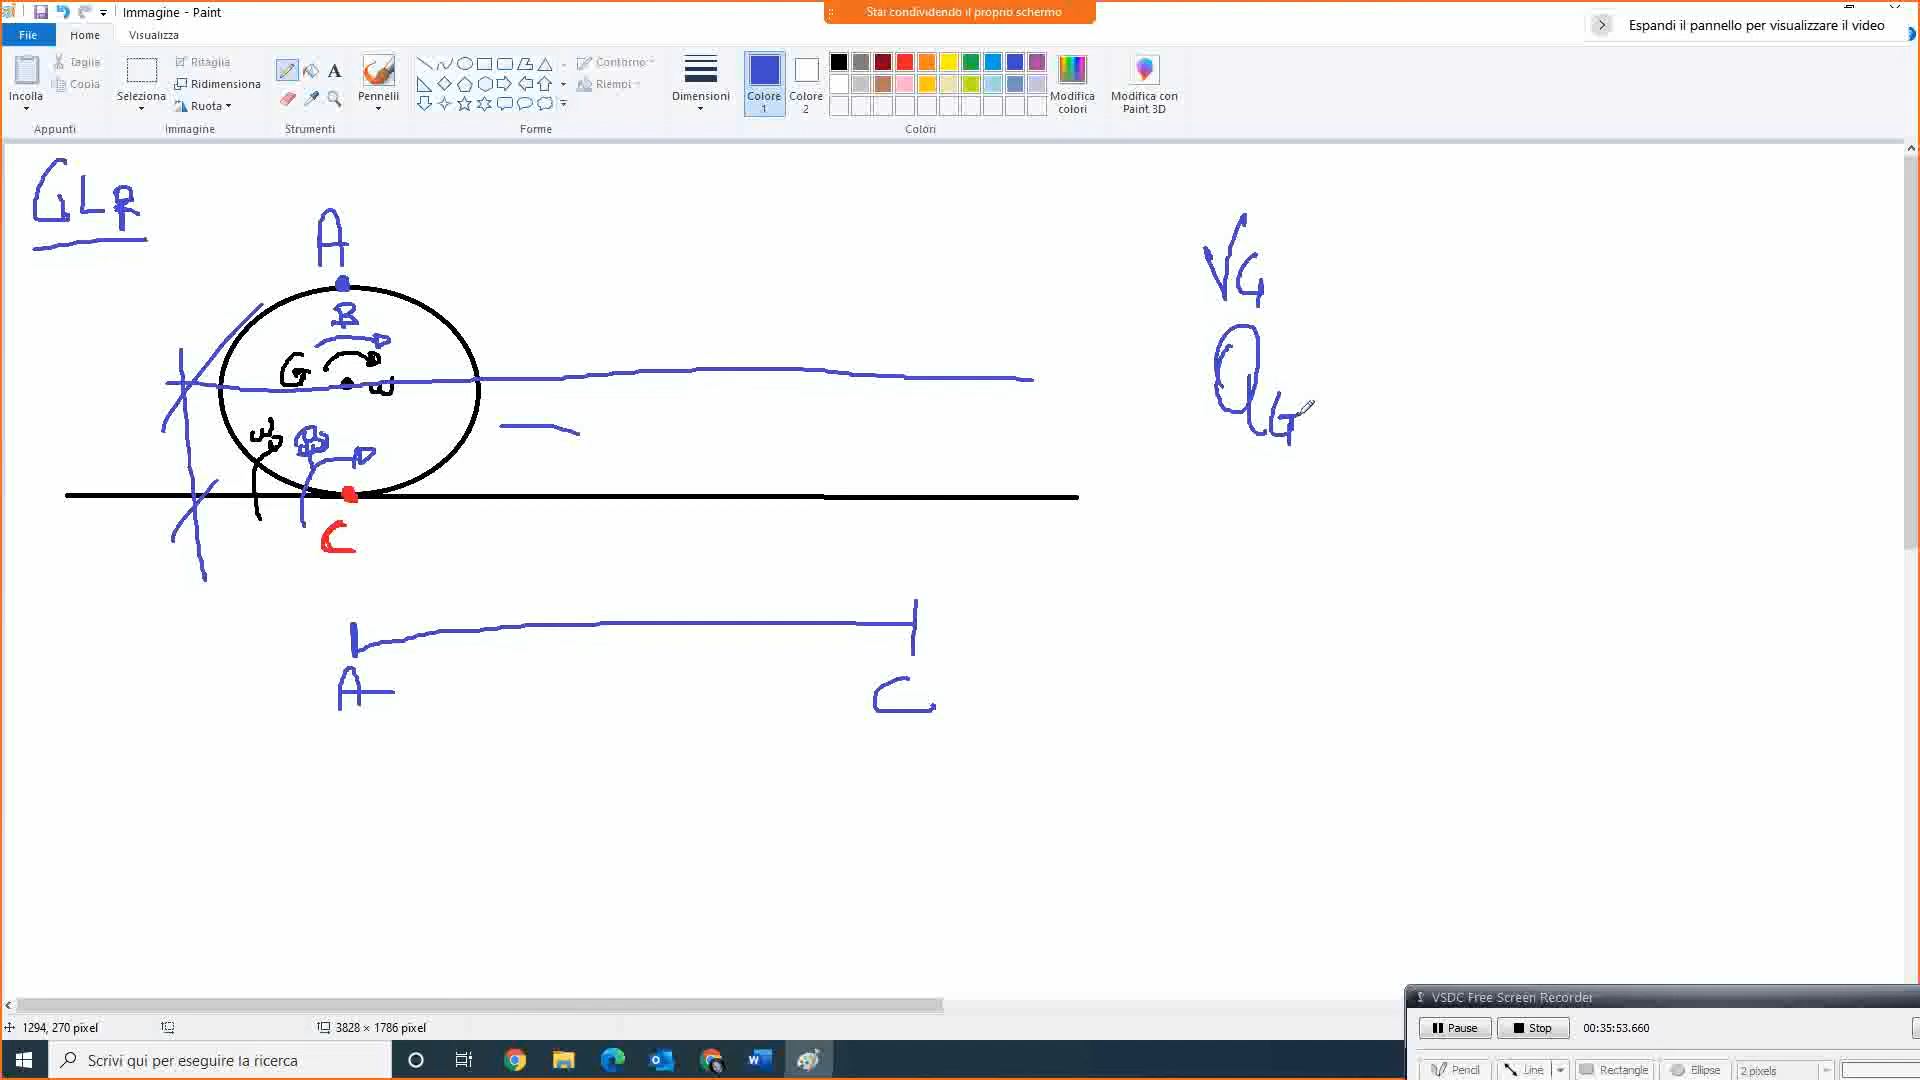 Immagine - Paint
Stai condividendo il proprio schermo
Espandi il pannello per visualizzare il video
File
Home
Visualizza
Incolla
Taglia
Copia
Appunti
Seleziona
Ritaglia
Ridimensiona
Ruota
Immagine
Strumenti
Pennelli
Forme
Contorno
Riempi
Dimensioni
Colore 1
Colore 2
Colori
Modifica colori
Modifica con Paint 3D
GLR
A
B
G
ω
ω
C
A
C
VG
1294, 270 pixel
3828 × 1786 pixel
VSDC Free Screen Recorder
Pause
Stop
00:35:53.660
Pencil
Line
Rectangle
Ellipse
2 pixels
Scrivi qui per eseguire la ricerca